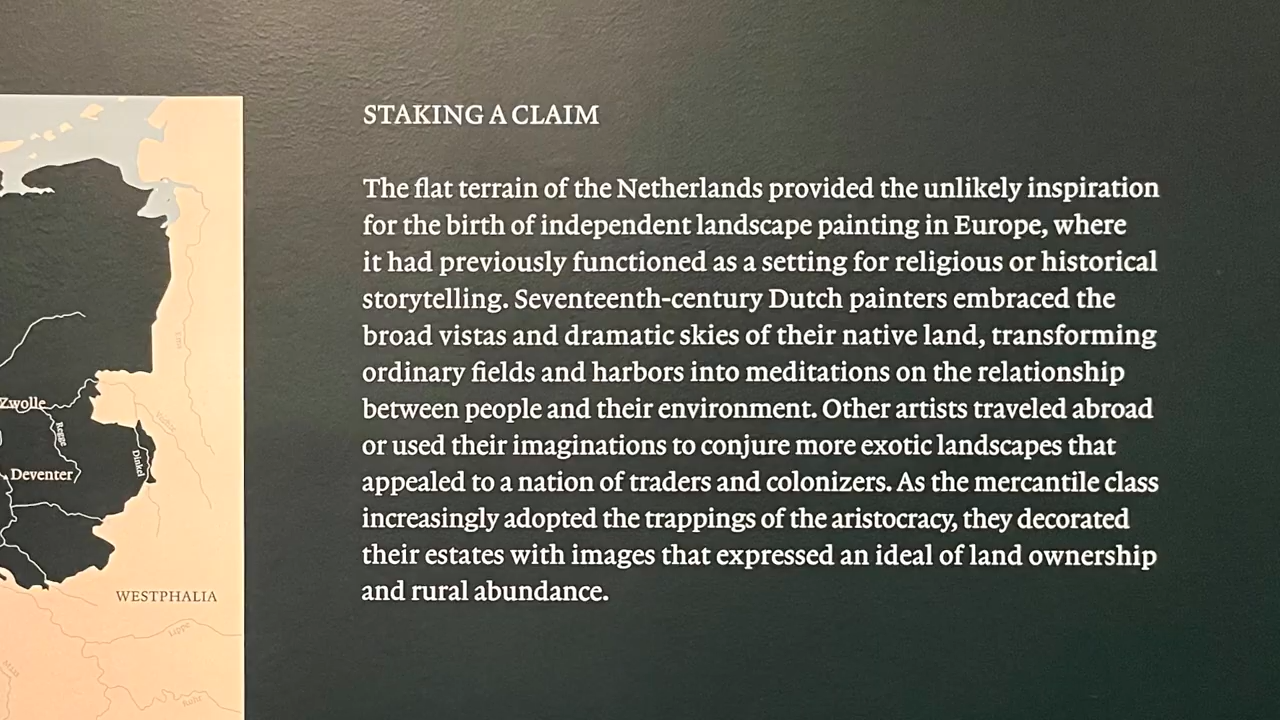 STAKING A CLAIM
The flat terrain of the Netherlands provided the unlikely inspiration
for the birth of independent landscape painting in Europe, where
it had previously functioned as a setting for religious or historical
storytelling. Seventeenth-century Dutch painters embraced the
broad vistas and dramatic skies of their native land, transforming
ordinary fields and harbors into meditations on the relationship
between people and their environment. Other artists traveled abroad
or used their imaginations to conjure more exotic landscapes that
appealed to a nation of traders and colonizers. As the mercantile class
increasingly adopted the trappings of the aristocracy, they decorated
their estates with images that expressed an ideal of land ownership
and rural abundance.
Zwolle
Regge
Deventer
Dinkel
WESTPHALIA
Lippe
Ruhr